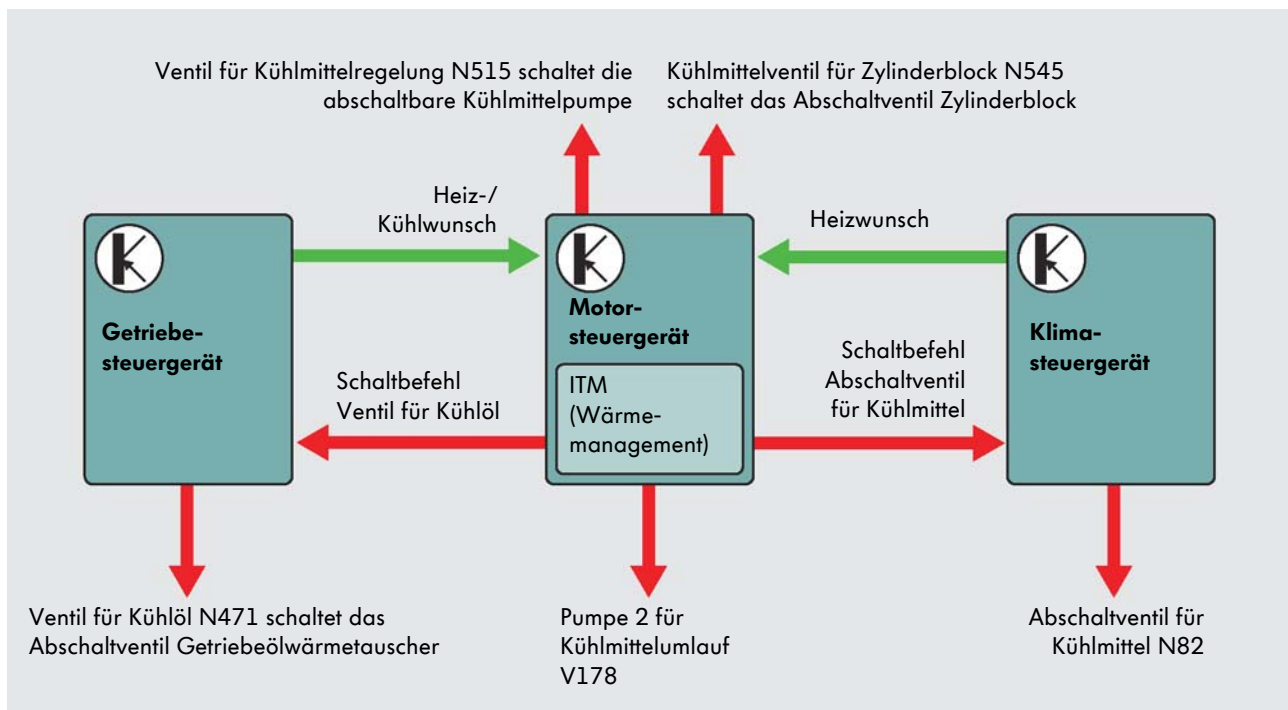 Ventil für Kühlmittelregelung N515 schaltet die
abschaltbare Kühlmittelpumpe
Kühlmittelventil für Zylinderblock N545
schaltet das Abschaltventil Zylinderblock
Heiz-/
Kühlwunsch
Heizwunsch
Getriebe-
steuergerät
Motor-
steuergerät
Klima-
steuergerät
Schaltbefehl
Ventil für Kühlöl
ITM
(Wärme-
management)
Schaltbefehl
Abschaltventil
für Kühlmittel
Ventil für Kühlöl N471 schaltet das
Abschaltventil Getriebeölwärmetauscher
Pumpe 2 für
Kühlmittelumlauf
V178
Abschaltventil für
Kühlmittel N82